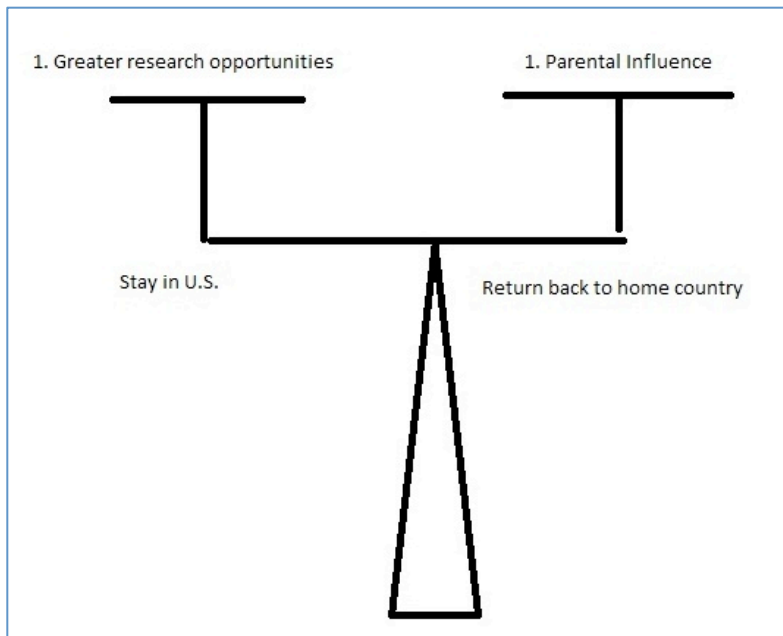 1. Greater research opportunities
1. Parental Influence
Stay in U.S.
Return back to home country